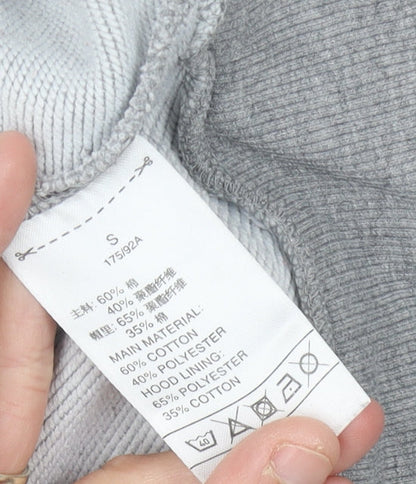 S
175/92A
主料: 60% 棉
40% 聚酯纤维
帽里: 65% 聚酯纤维
35% 棉
MAIN MATERIAL:
60% COTTON
40% POLYESTER
HOOD LINING:
65% POLYESTER
35% COTTON
40